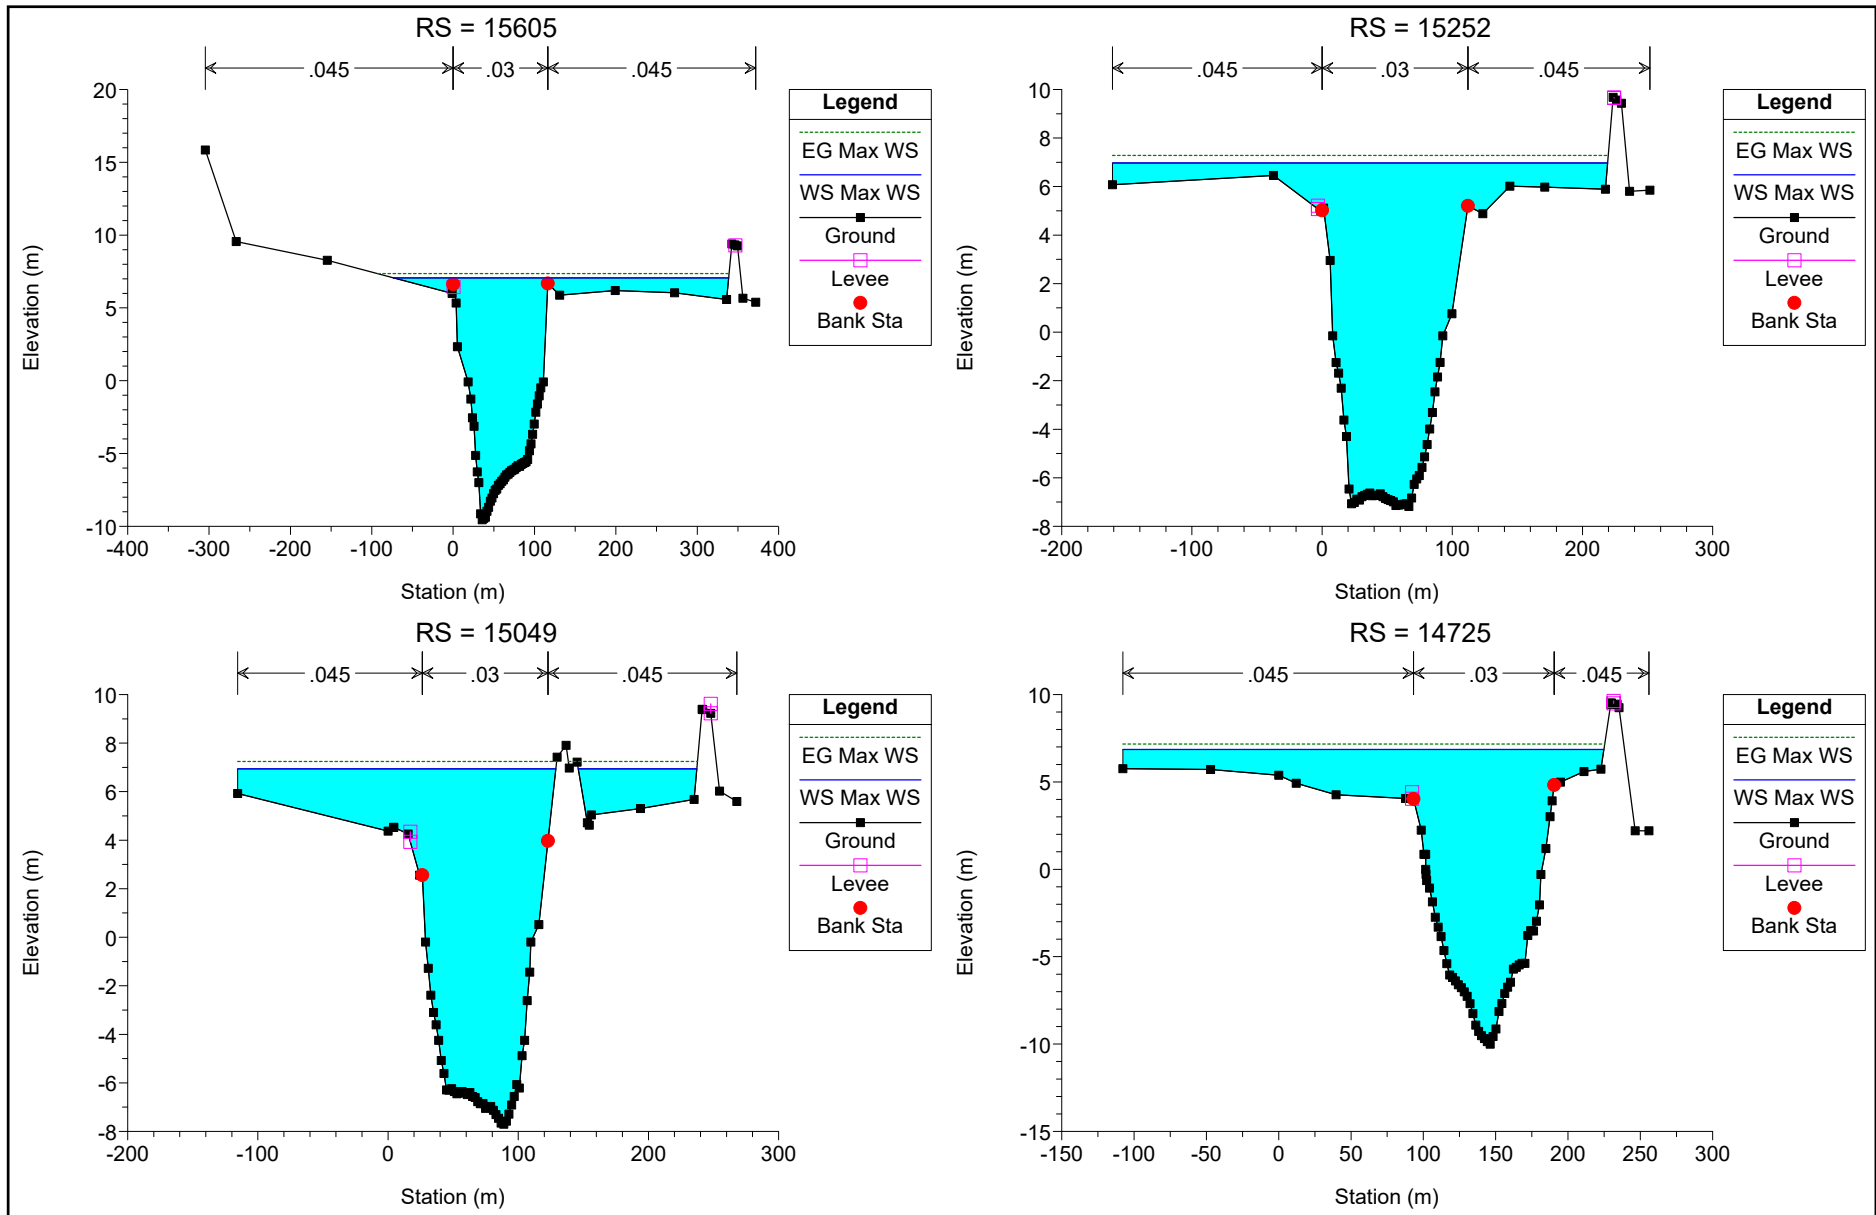 RS = 15605
.045
.03
.045
20
15
10
5
0
-5
-10
-400
-300
-200
-100
0
100
200
300
400
Elevation (m)
Station (m)
Legend
EG Max WS
WS Max WS
Ground
Levee
Bank Sta
RS = 15252
.045
.03
.045
10
8
6
4
2
0
-2
-4
-6
-8
-200
-100
0
100
200
300
Elevation (m)
Station (m)
Legend
EG Max WS
WS Max WS
Ground
Levee
Bank Sta
RS = 15049
.045
.03
.045
10
8
6
4
2
0
-2
-4
-6
-8
-200
-100
0
100
200
300
Elevation (m)
Station (m)
Legend
EG Max WS
WS Max WS
Ground
Levee
Bank Sta
RS = 14725
.045
.03
.045
10
5
0
-5
-10
-15
-150
-100
-50
0
50
100
150
200
250
300
Elevation (m)
Station (m)
Legend
EG Max WS
WS Max WS
Ground
Levee
Bank Sta